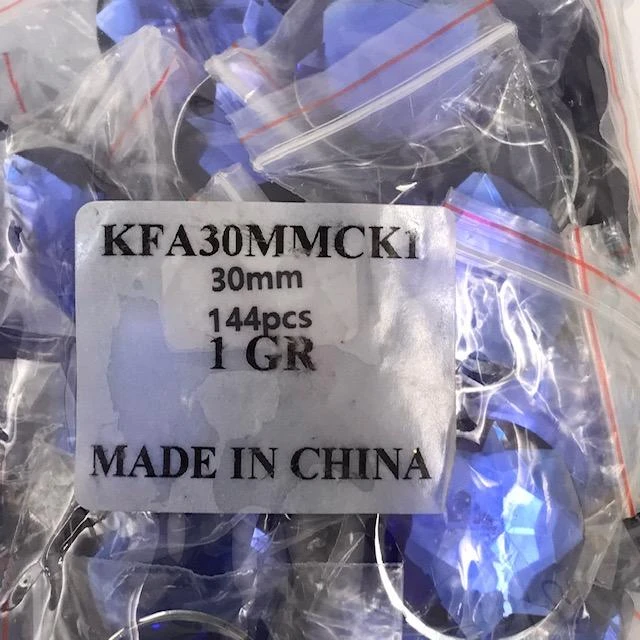 KFA30MMCK1
30mm
144pcs
1 GR
MADE IN CHINA